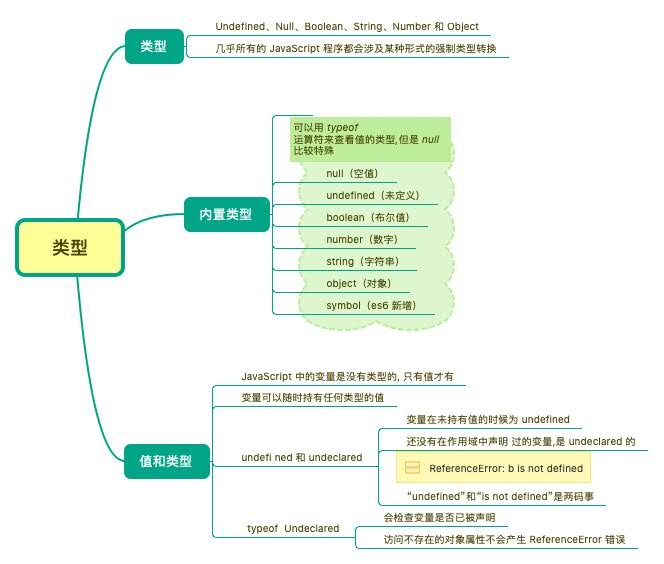 类型
类型
Undefined、Null、Boolean、String、Number 和 Object
几乎所有的 JavaScript 程序都会涉及某种形式的强制类型转换
内置类型
可以用 typeof
运算符来查看值的类型,但是 null
比较特殊
null（空值）
undefined（未定义）
boolean（布尔值）
number（数字）
string（字符串）
object（对象）
symbol（es6 新增）
值和类型
JavaScript 中的变量是没有类型的, 只有值才有
变量可以随时持有任何类型的值
undefi ned 和 undeclared
变量在未持有值的时候为 undefined
还没有在作用域中声明 过的变量,是 undeclared 的
ReferenceError: b is not defined
“undefined”和“is not defined”是两码事
typeof Undeclared
会检查变量是否已被声明
访问不存在的对象属性不会产生 ReferenceError 错误